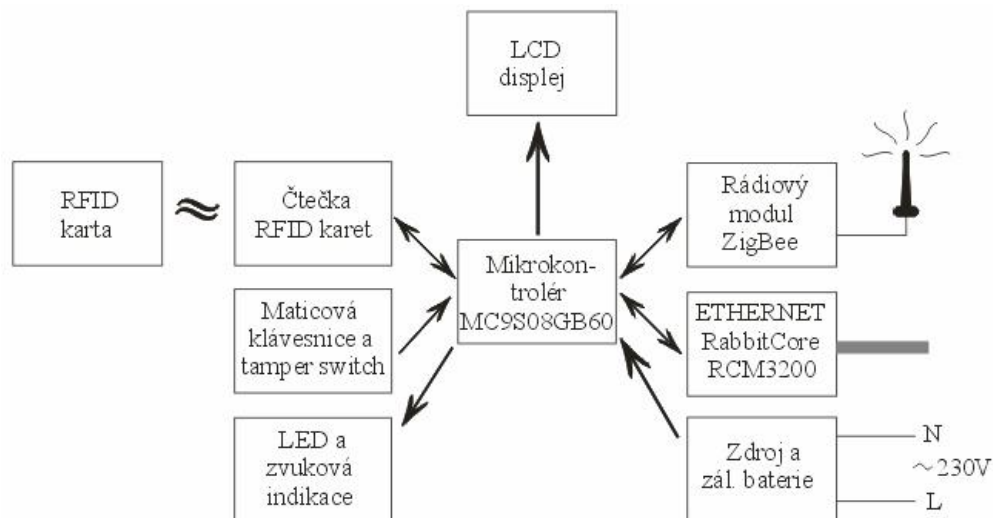 LCD
displej
RFID
karta
Čtečka
RFID karet
Rádiový
modul
ZigBee
Mikrokon-
trolér
MC9S08GB60
Maticová
klávesnice a
tamper switch
ETHERNET
RabbitCore
RCM3200
LED a
zvuková
indikace
Zdroj a
zál. baterie
N
~230V
L